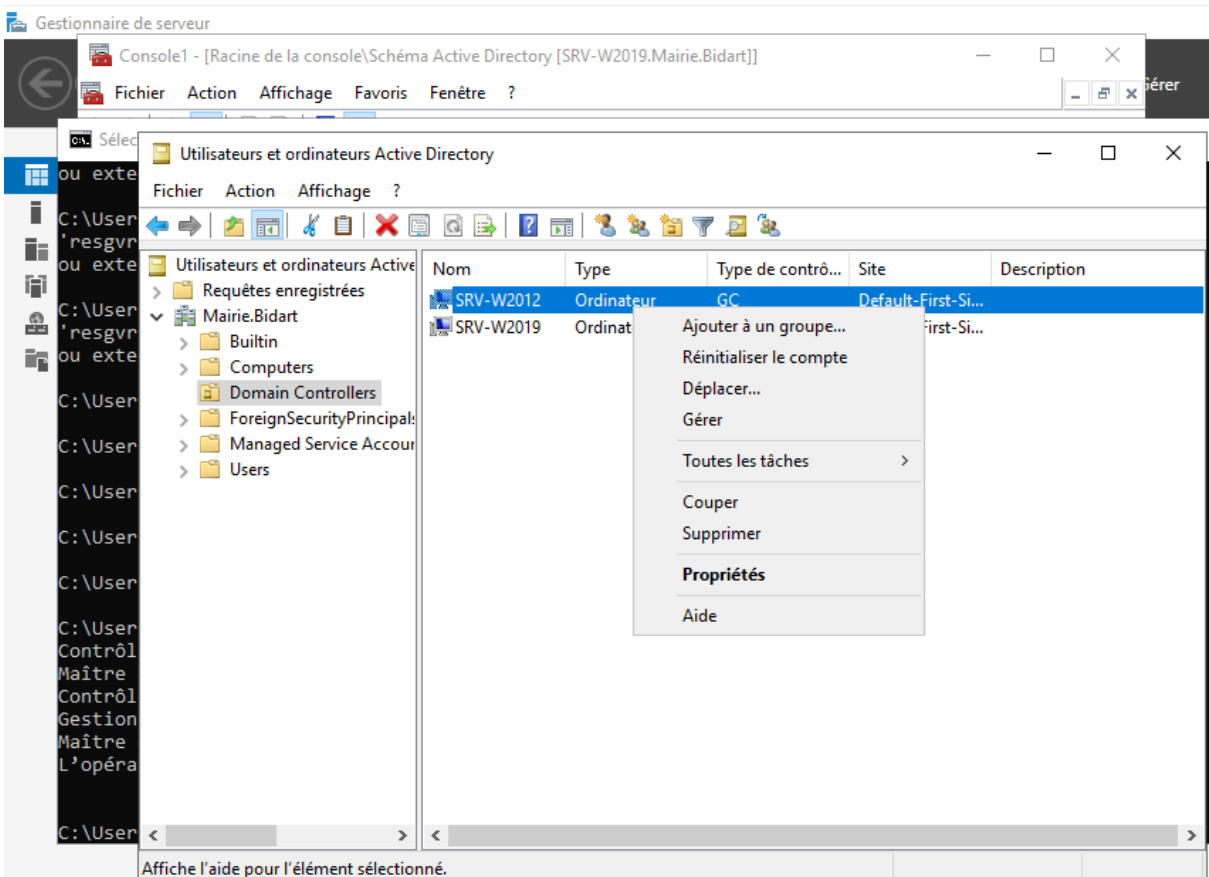 Gestionnaire de serveur
Console1 - [Racine de la console\Schéma Active Directory [SRV-W2019.Mairie.Bidart]]
Fichier Action Affichage Favoris Fenêtre ?
Gérer
Sélec
Utilisateurs et ordinateurs Active Directory
Fichier Action Affichage ?
ou exte
C:\User
'resgvr
ou exte
C:\User
'resgvr
ou exte
C:\User
C:\User
C:\User
C:\User
C:\User
C:\User
Contrôl
Maître
Contrôl
Gestion
Maître
L'opéra
C:\User
Utilisateurs et ordinateurs Active
Requêtes enregistrées
Mairie.Bidart
Builtin
Computers
Domain Controllers
ForeignSecurityPrincipals
Managed Service Accour
Users
Nom Type Type de contrô... Site Description
SRV-W2012 Ordinateur GC Default-First-Si...
SRV-W2019 Ordinat First-Si...
Ajouter à un groupe...
Réinitialiser le compte
Déplacer...
Gérer
Toutes les tâches
Couper
Supprimer
Propriétés
Aide
Affiche l'aide pour l'élément sélectionné.